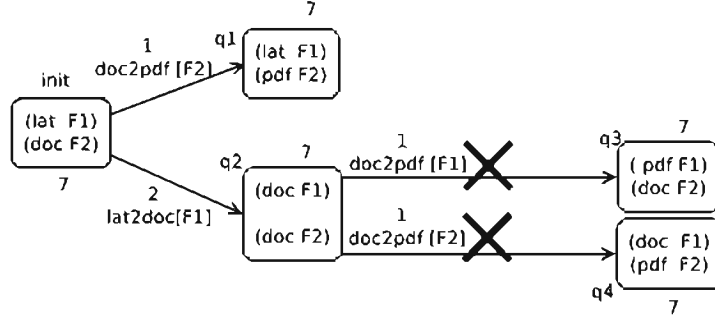 7
1
q1
doc2pdf [F2]
(lat F1)
(pdf F2)
init
(lat F1)
(doc F2)
7
2
lat2doc[F1]
q2
7
(doc F1)
(doc F2)
1
doc2pdf [F1]
1
doc2pdf [F2]
q3
7
( pdf F1)
(doc F2)
(doc F1)
(pdf F2)
q4
7